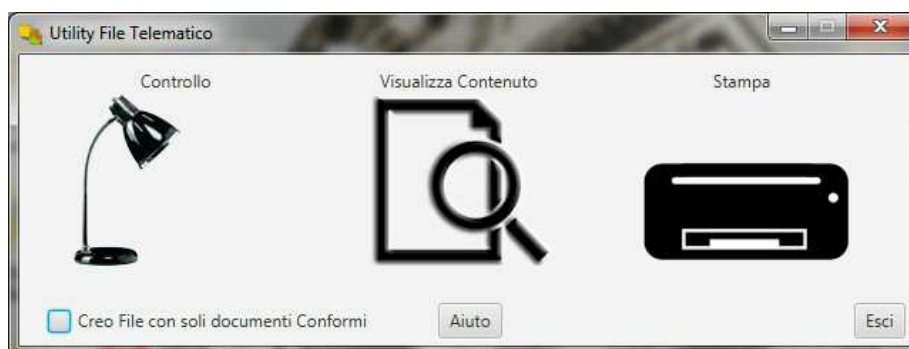 Utility File Telematico
Controllo
Visualizza Contenuto
Stampa
Creo File con soli documenti Conformi
Aiuto
Esci